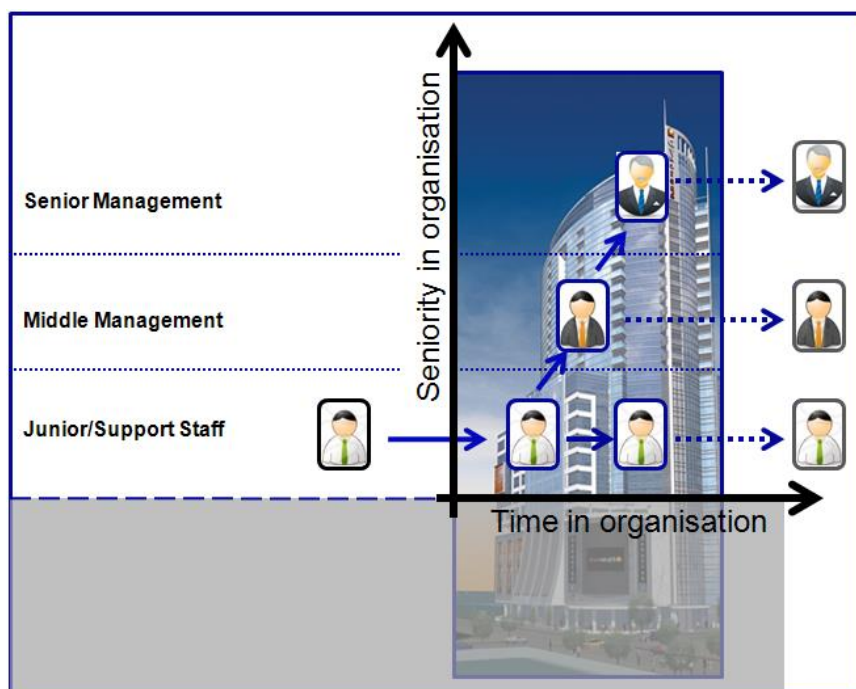 Seniority in organisation
Senior Management
Middle Management
Junior/Support Staff
Time in organisation